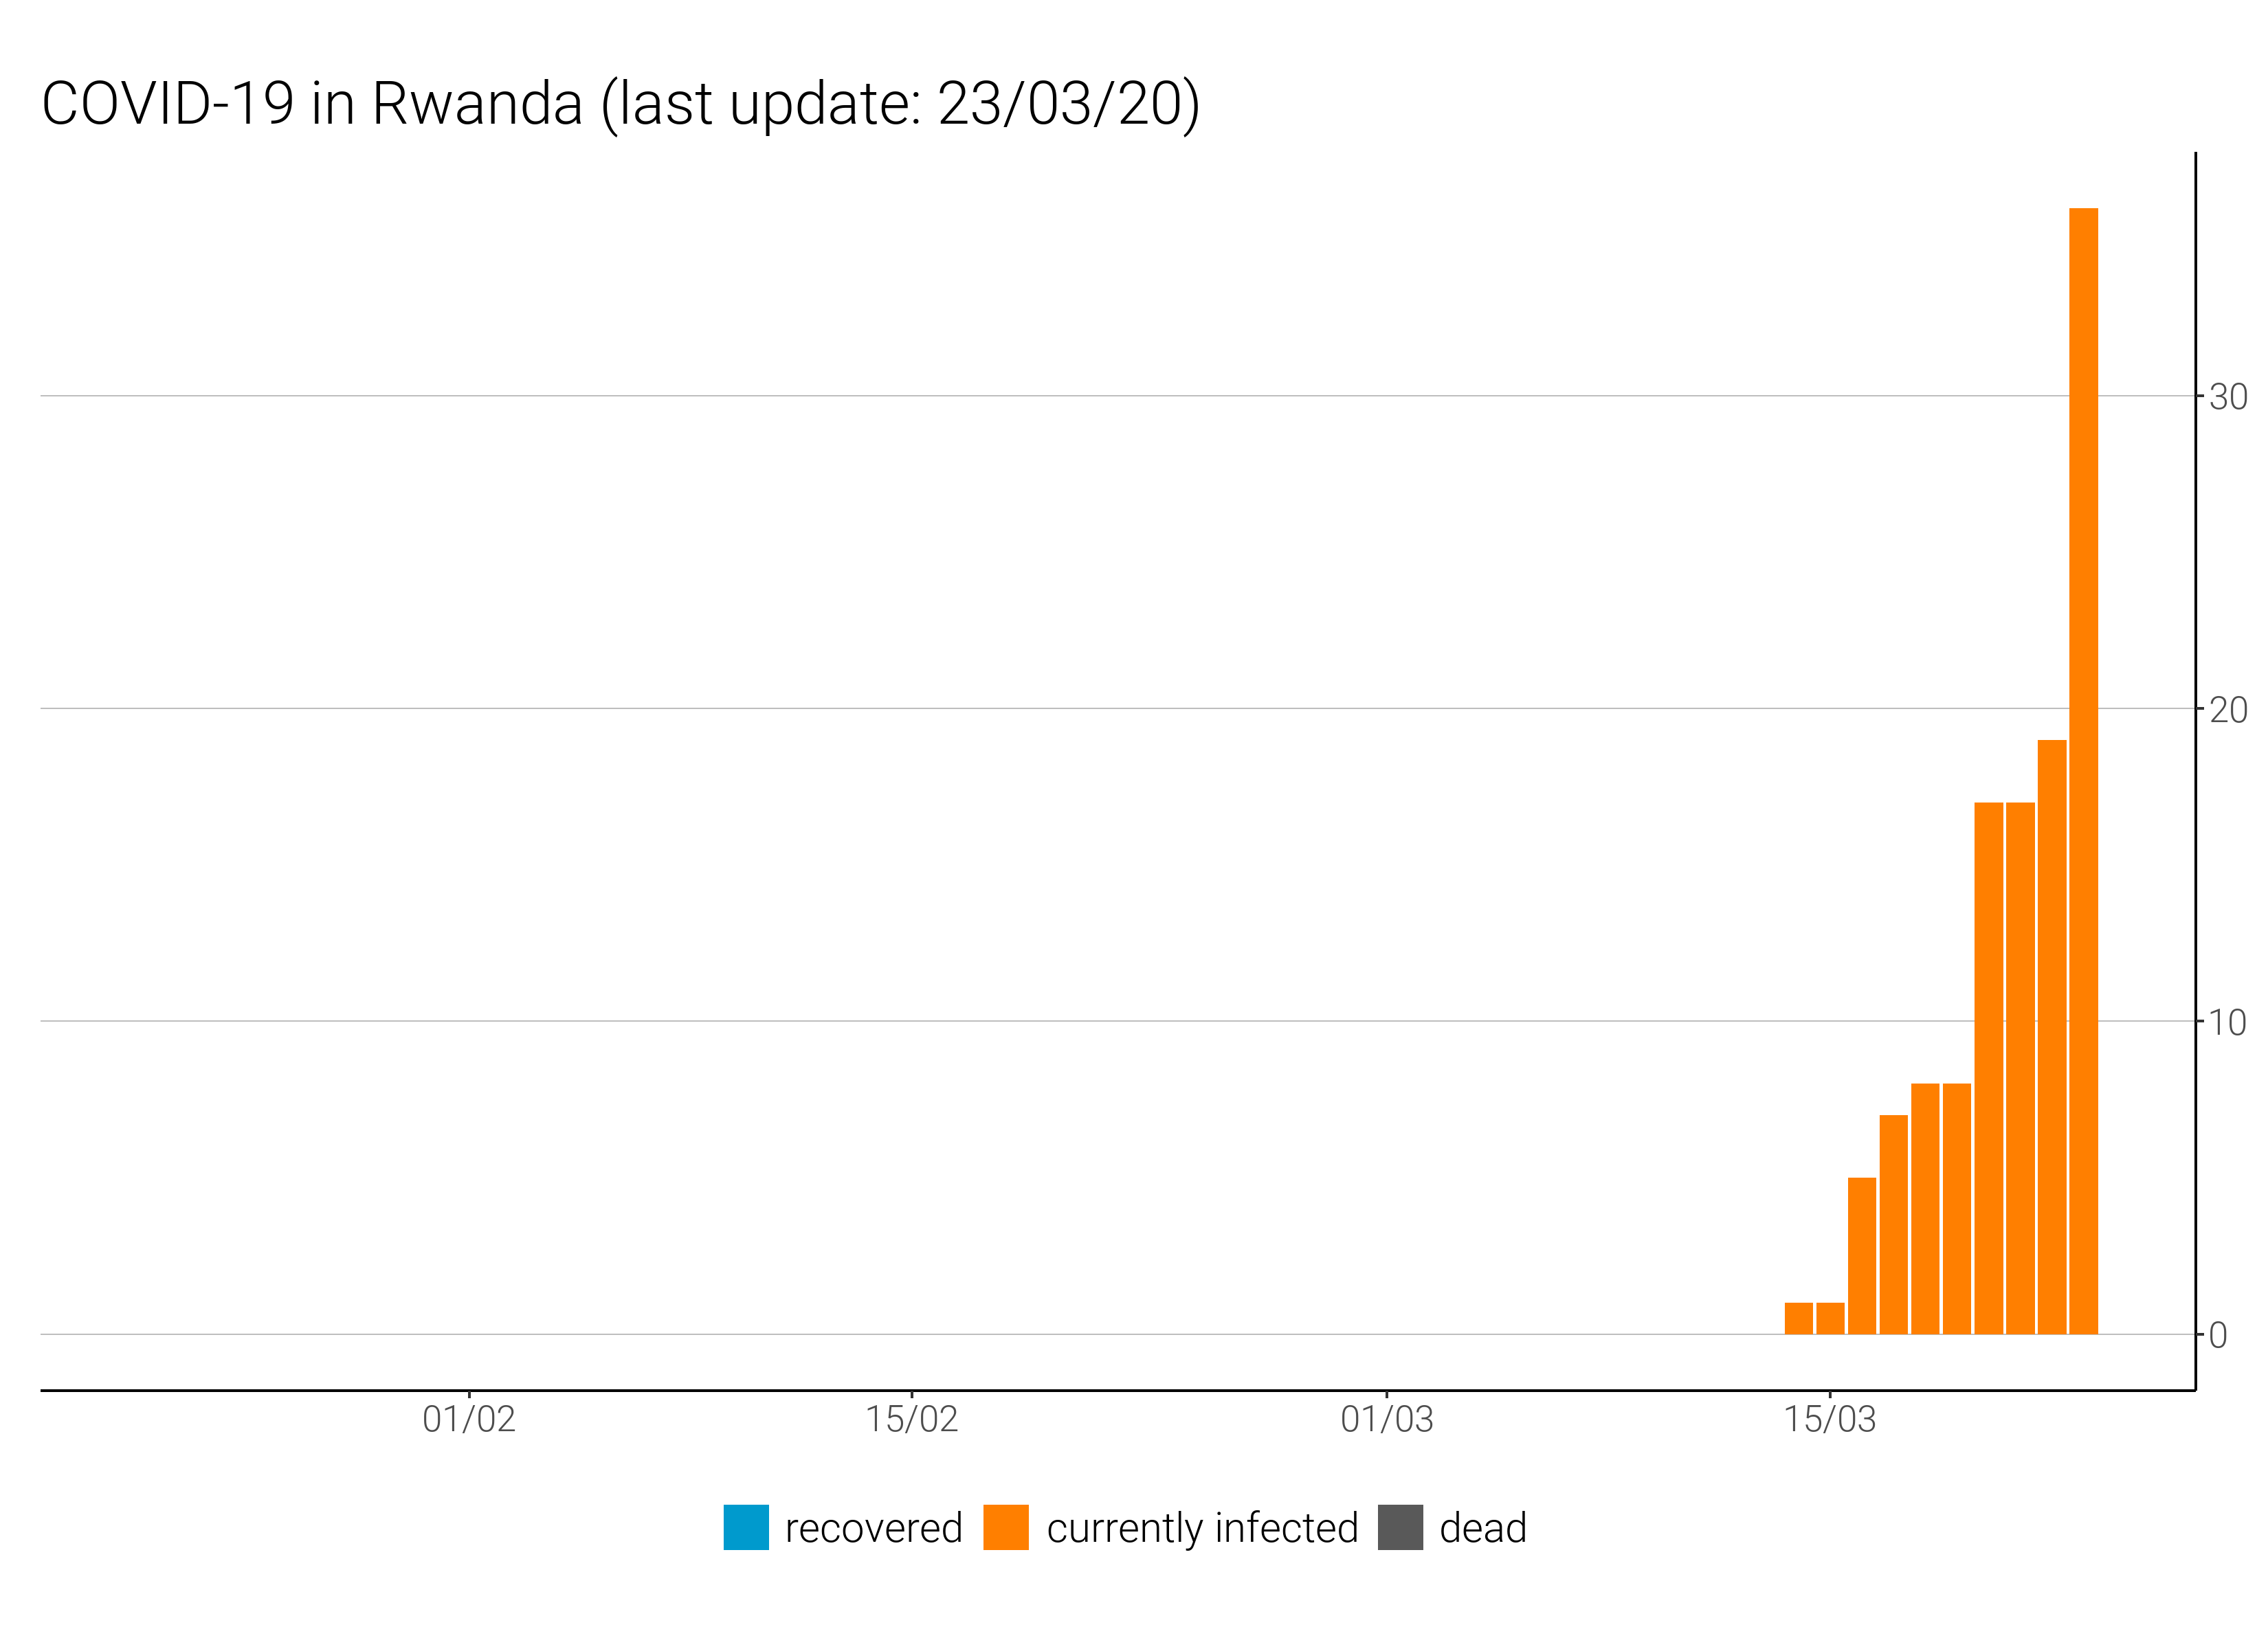 COVID-19 in Rwanda (last update: 23/03/20)
30
20
10
0
01/02 15/02 01/03 15/03
recovered currently infected dead